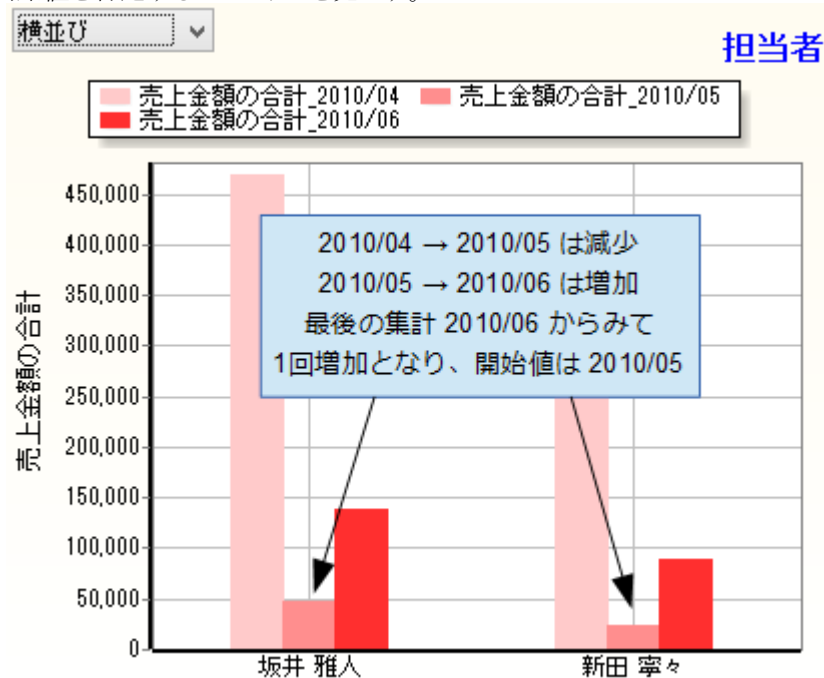 横並び
担当者
売上金額の合計_2010/04 売上金額の合計_2010/05
売上金額の合計_2010/06
450,000
400,000
350,000
300,000
250,000
200,000
150,000
100,000
50,000
0
売上金額の合計
2010/04 → 2010/05 は減少
2010/05 → 2010/06 は増加
最後の集計 2010/06 からみて
1回増加となり、開始値は 2010/05
坂井 雅人 新田 寧々